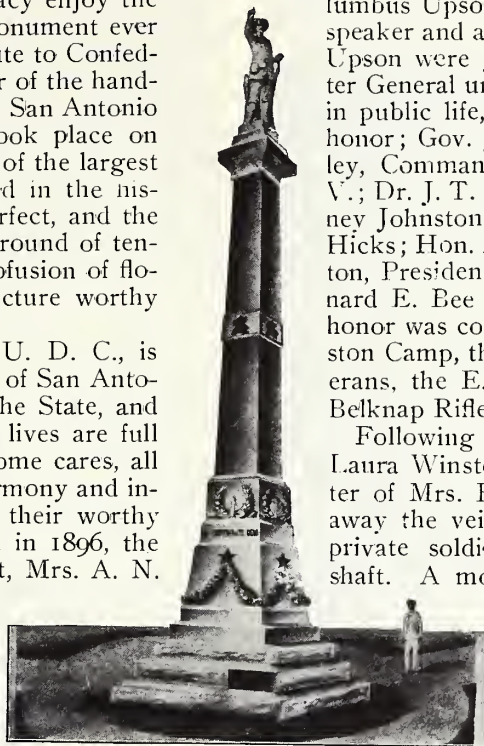 acy enjoy the
onument ever
ute to Confed-
r of the hand-
San Antonio
ook place on
of the largest
d in the his-
rfect, and the
round of ten-
ofusion of flo-
cture worthy
U. D. C., is
of San Anto-
he State, and
lives are full
ome cares, all
rmony and in-
their worthy
in 1896, the
t, Mrs. A. N.
lumbus Upson
speaker and a
Upson were
ter General un
in public life,
honor; Gov.
ley, Comman
V.; Dr. J. T.
ney Johnston
Hicks; Hon.
ton, Presiden
nard E. Bee
honor was co
ston Camp, th
erans, the E.
Belknap Rifle
Following
Laura Winst
ter of Mrs.
away the vei
private soldi
shaft. A mo